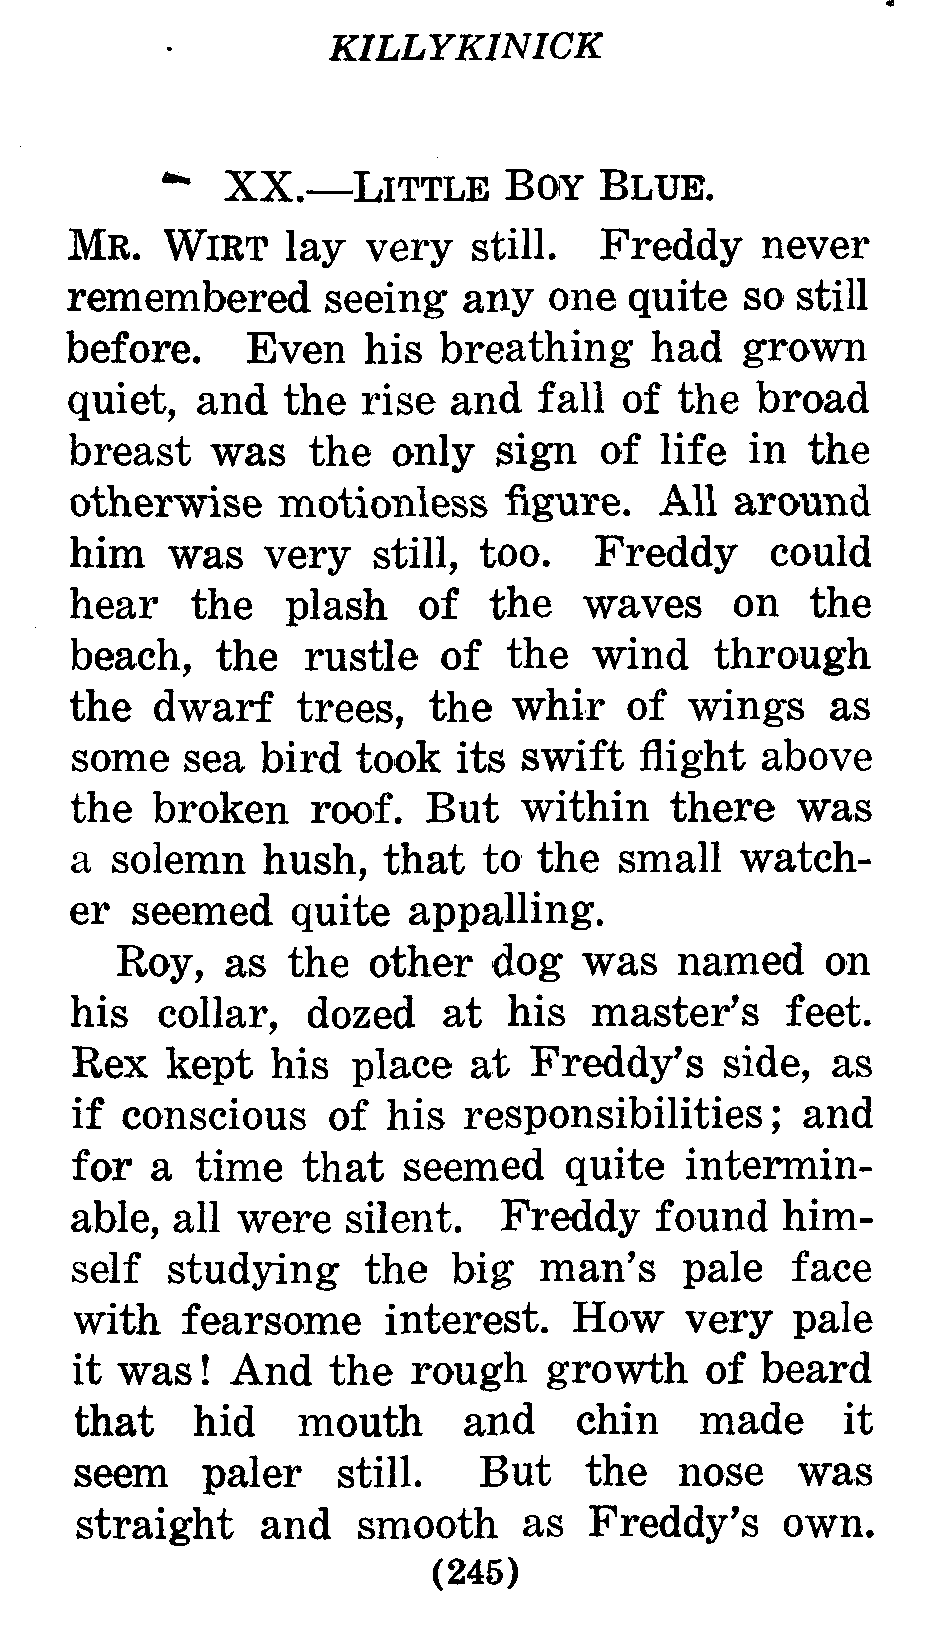 KILLYKINICK
XX.—LITTLE BOY BLUE.
MR. WIRT lay very still. Freddy never
remembered seeing any one quite so still
before. Even his breathing had grown
quiet, and the rise and fall of the broad
breast was the only sign of life in the
otherwise motionless figure. All around
him was very still, too. Freddy could
hear the plash of the waves on the
beach, the rustle of the wind through
the dwarf trees, the whir of wings as
some sea bird took its swift flight above
the broken roof. But within there was
a solemn hush, that to the small watch-
er seemed quite appalling.
Roy, as the other dog was named on
his collar, dozed at his master's feet.
Rex kept his place at Freddy's side, as
if conscious of his responsibilities; and
for a time that seemed quite intermin-
able, all were silent. Freddy found him-
self studying the big man's pale face
with fearsome interest. How very pale
it was! And the rough growth of beard
that hid mouth and chin made it
seem paler still. But the nose was
straight and smooth as Freddy's own.
(245)